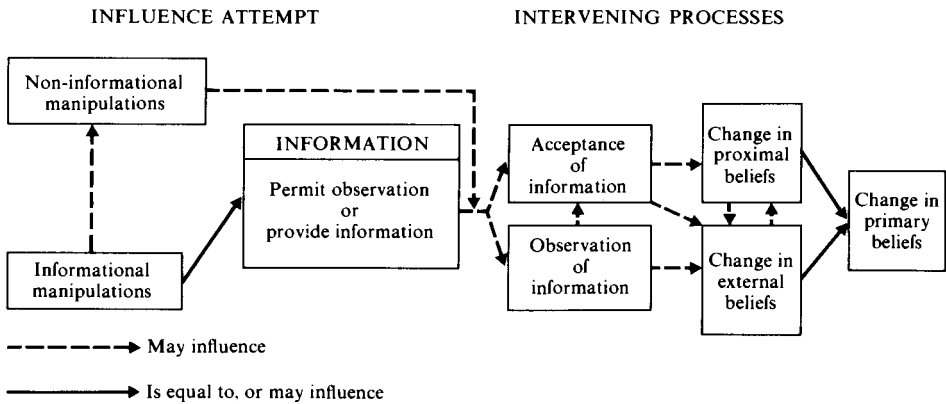 INFLUENCE ATTEMPT
INTERVENING PROCESSES
Non-informational
manipulations
INFORMATION
Permit observation
or
provide information
Informational
manipulations
Acceptance
of
information
Observation
of
information
Change in
proximal
beliefs
Change in
external
beliefs
Change in
primary
beliefs
May influence
Is equal to, or may influence